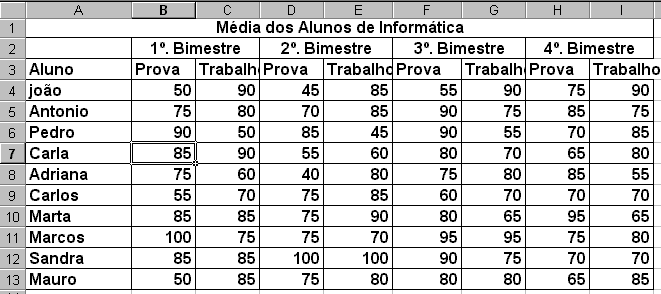 A B C D E F G H I
1 Média dos Alunos de Informática
2 1º. Bimestre 2º. Bimestre 3º. Bimestre 4º. Bimestre
3 Aluno Prova Trabalho Prova Trabalho Prova Trabalho Prova Trabalho
4 joão 50 90 45 85 55 90 75 90
5 Antonio 75 80 70 85 90 75 85 75
6 Pedro 90 50 85 45 90 55 70 85
7 Carla 85 90 55 60 80 70 65 80
8 Adriana 75 60 40 80 75 80 85 55
9 Carlos 55 70 75 85 60 70 70 70
10 Marta 85 85 75 90 80 65 95 65
11 Marcos 100 75 75 70 95 95 75 80
12 Sandra 85 85 100 100 90 75 70 70
13 Mauro 50 85 75 80 80 80 65 85